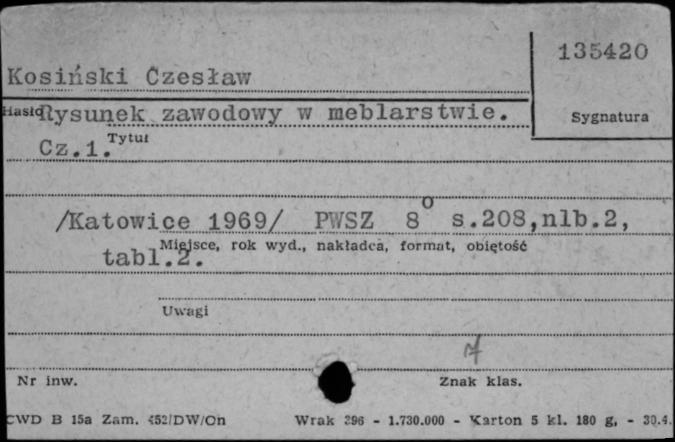 135420
Kosiński Czesław
Hasło Rysunek zawodowy w meblarstwie.
Sygnatura
Cz.1. Tytuł
/Katowice 1969/ PWSZ 8° s.208,nlb.2,
Miejsce, rok wyd., nakładca, format, objętość
tabl.2.
Uwagi
Nr inw.
Znak klas.
CWD B 15a Zam. 452/DW/On Wrak 396 - 1.730.000 - Karton 5 kl. 180 g. - 30.4.